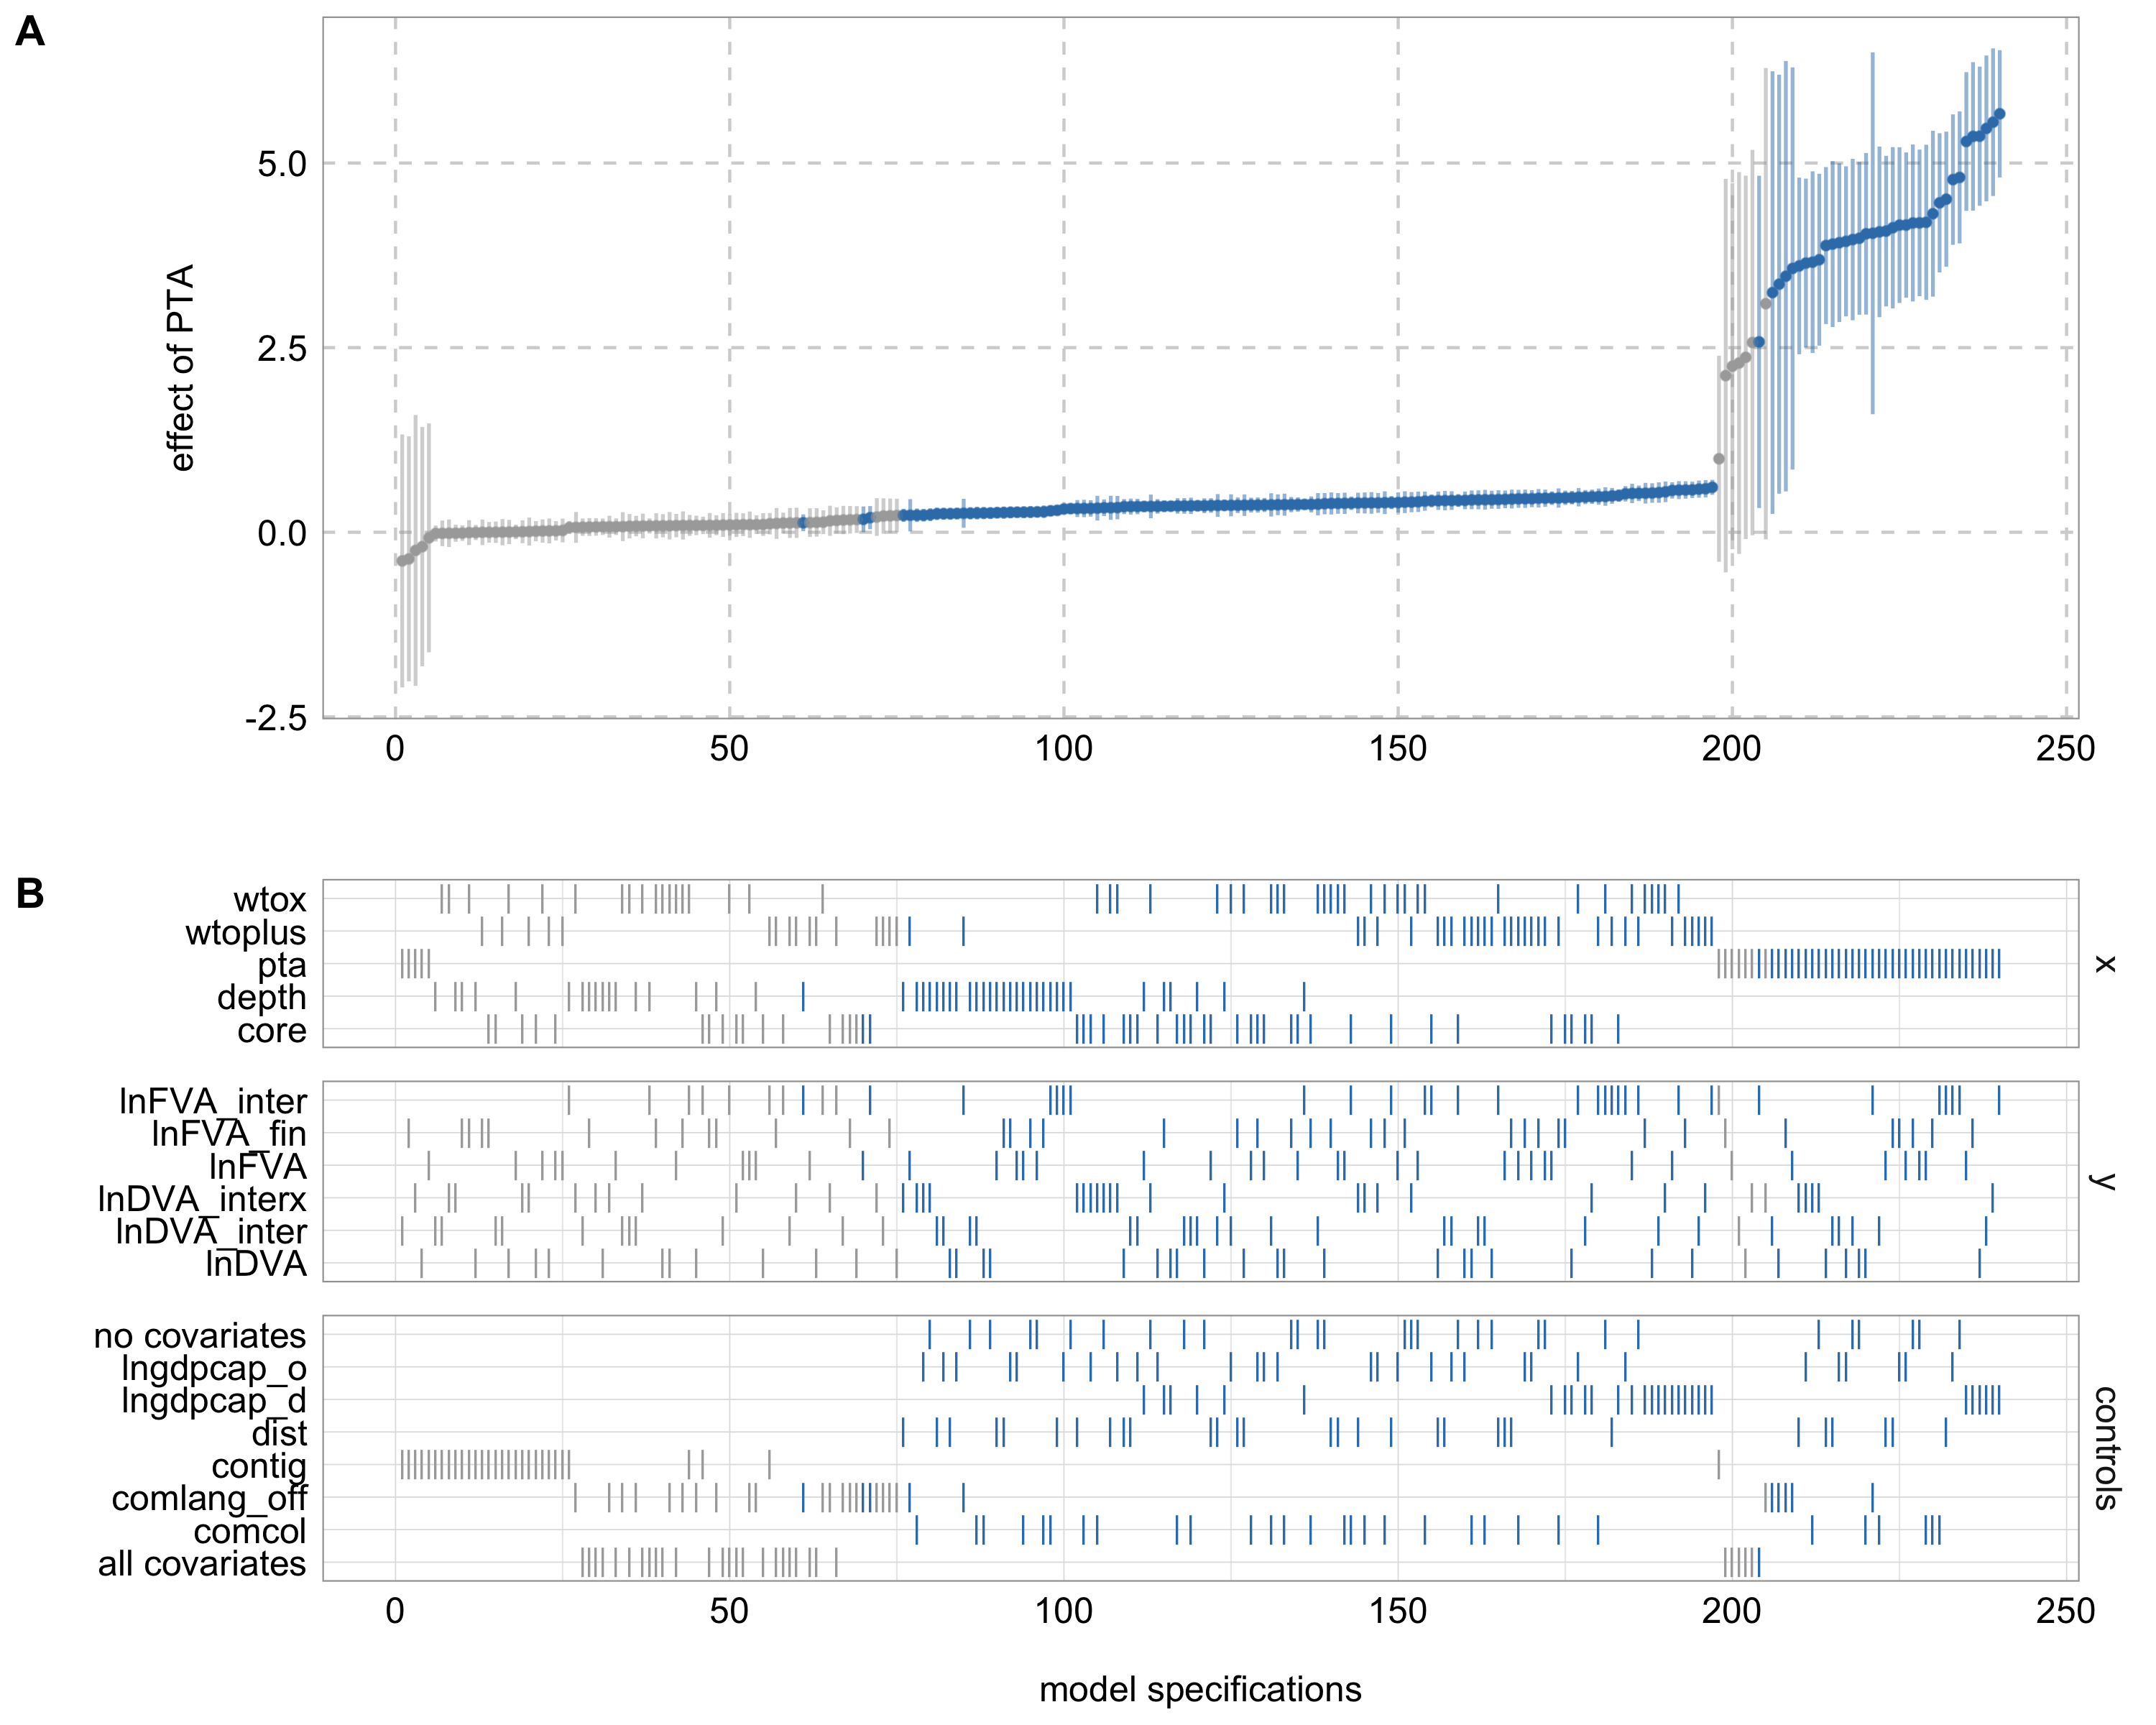 A
5.0
2.5
0.0
-2.5
effect of PTA
0 50 100 150 200 250
B
wtox
wtoplus
pta
depth
core
x
lnFVA_inter
lnFVA_fin
lnFVA
lnDVA_interx
lnDVA_inter
lnDVA
y
no covariates
lngdpcap_o
lngdpcap_d
dist
contig
comlang_off
comcol
all covariates
controls
0 50 100 150 200 250
model specifications